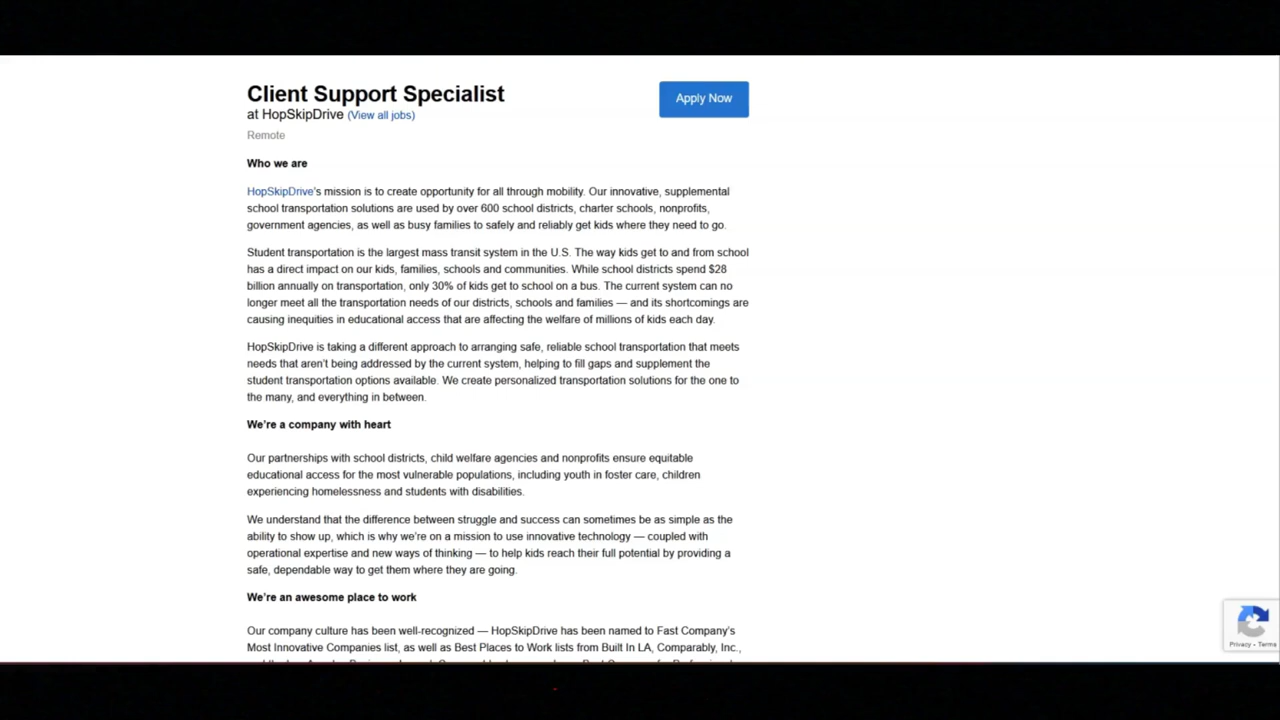 Client Support Specialist
Apply Now
at HopSkipDrive (View all jobs)
Remote
Who we are
HopSkipDrive's mission is to create opportunity for all through mobility. Our innovative, supplemental
school transportation solutions are used by over 600 school districts, charter schools, nonprofits,
government agencies, as well as busy families to safely and reliably get kids where they need to go.
Student transportation is the largest mass transit system in the U.S. The way kids get to and from school
has a direct impact on our kids, families, schools and communities. While school districts spend $28
billion annually on transportation, only 30% of kids get to school on a bus. The current system can no
longer meet all the transportation needs of our districts, schools and families — and its shortcomings are
causing inequities in educational access that are affecting the welfare of millions of kids each day.
HopSkipDrive is taking a different approach to arranging safe, reliable school transportation that meets
needs that aren't being addressed by the current system, helping to fill gaps and supplement the
student transportation options available. We create personalized transportation solutions for the one to
the many, and everything in between.
We're a company with heart
Our partnerships with school districts, child welfare agencies and nonprofits ensure equitable
educational access for the most vulnerable populations, including youth in foster care, children
experiencing homelessness and students with disabilities.
We understand that the difference between struggle and success can sometimes be as simple as the
ability to show up, which is why we're on a mission to use innovative technology — coupled with
operational expertise and new ways of thinking — to help kids reach their full potential by providing a
safe, dependable way to get them where they are going.
We're an awesome place to work
Our company culture has been well-recognized — HopSkipDrive has been named to Fast Company's
Most Innovative Companies list, as well as Best Places to Work lists from Built In LA, Comparably, Inc.,
Privacy - Terms